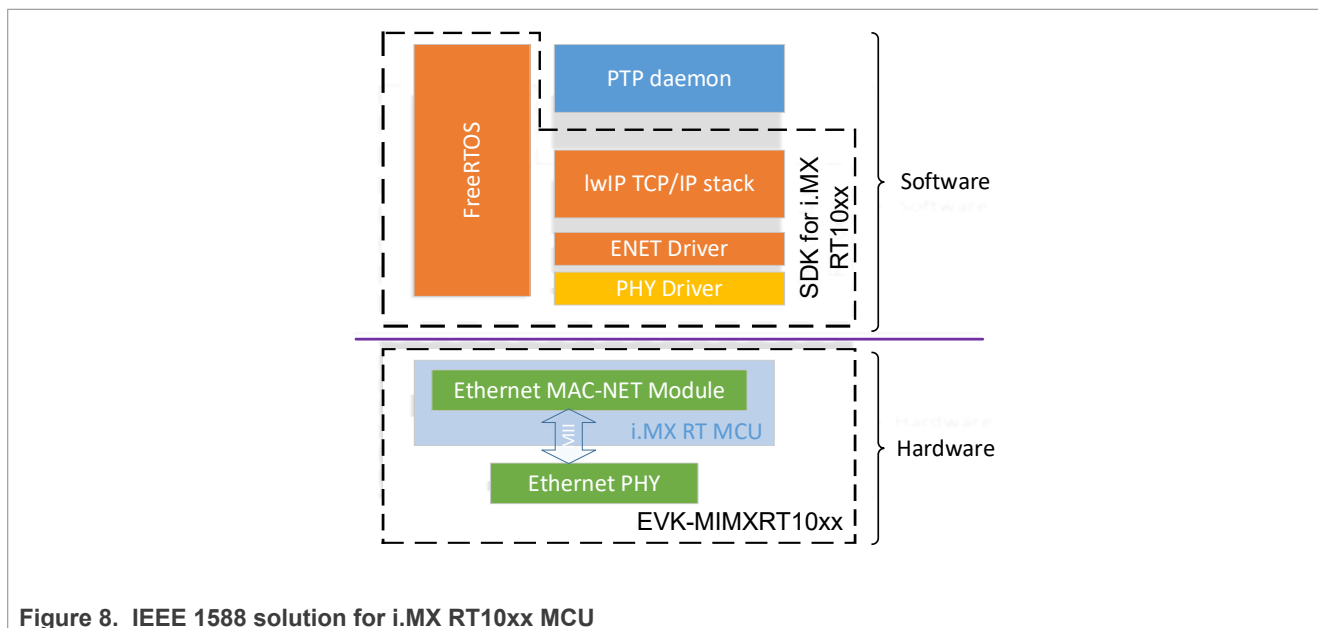 PTP daemon
FreeRTOS
lwIP TCP/IP stack
ENET Driver
PHY Driver
SDK for i.MX
RT10xx
Software
Ethernet MAC-NET Module
MII
i.MX RT MCU
Ethernet PHY
EVK-MIMXRT10xx
Hardware
Figure 8. IEEE 1588 solution for i.MX RT10xx MCU